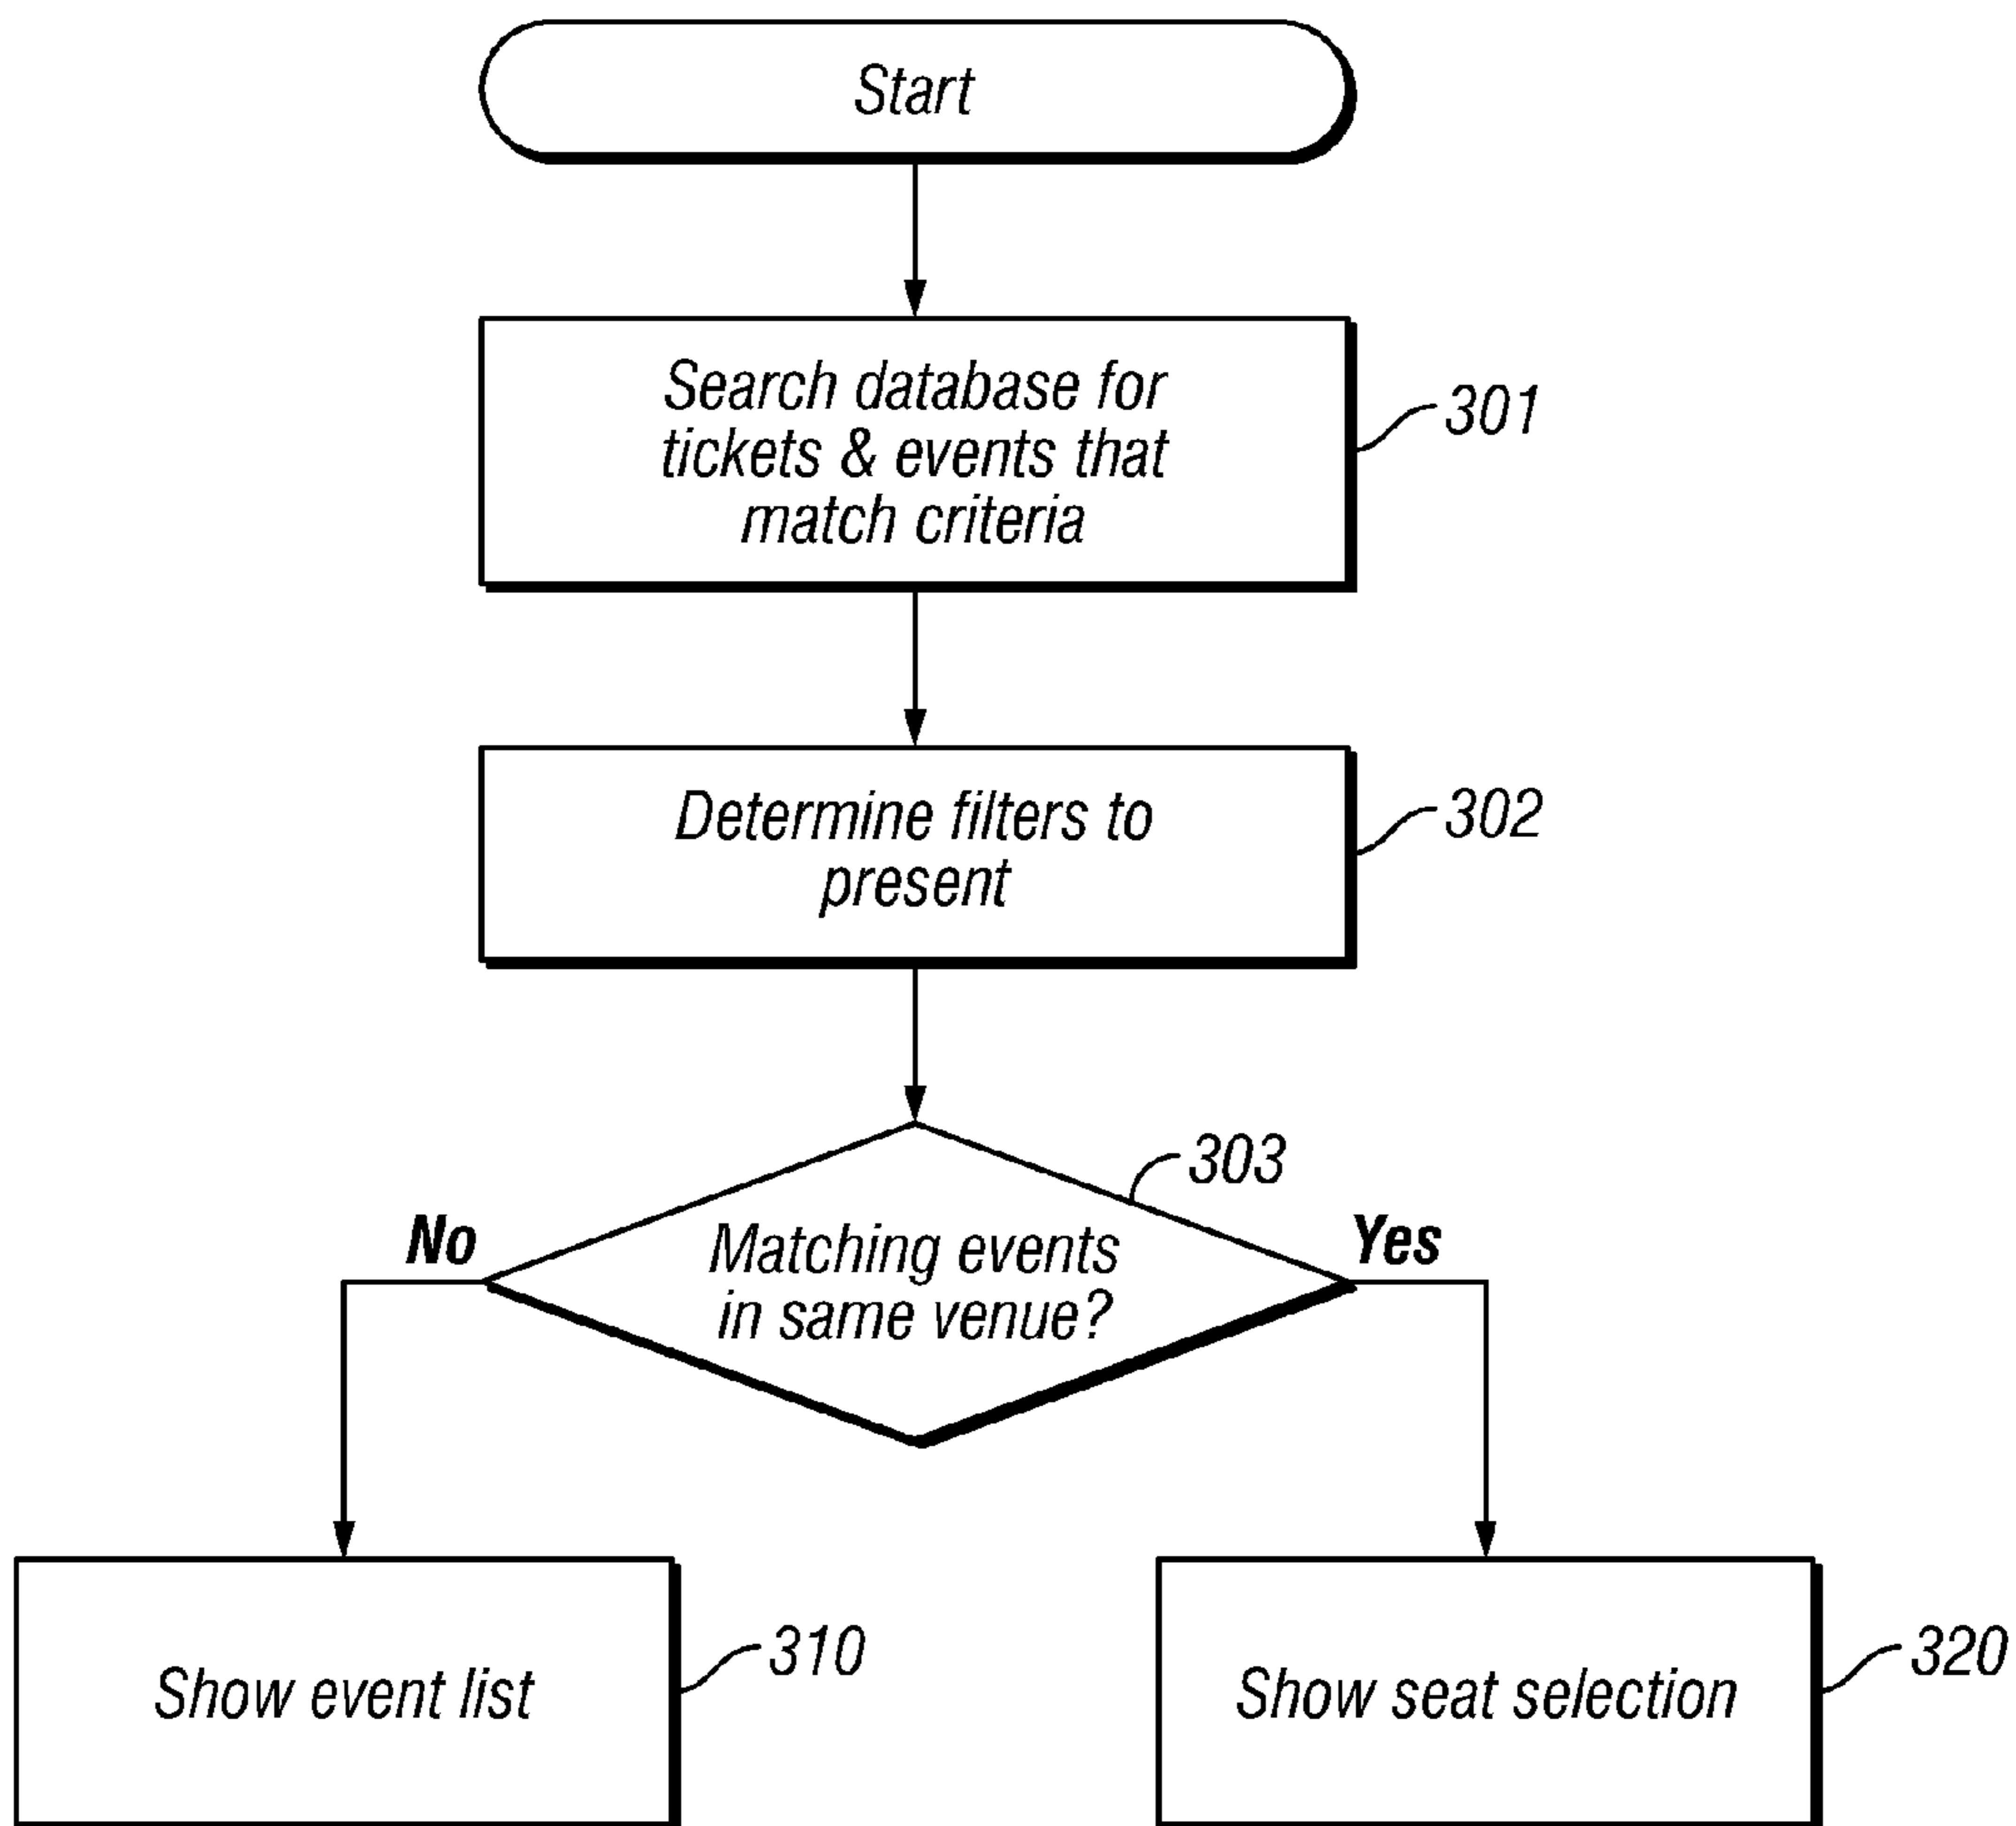 Start
Search database for
tickets & events that
match criteria
301
Determine filters to
present
302
303
No
Matching events
in same venue?
Yes
Show event list
310
Show seat selection
320